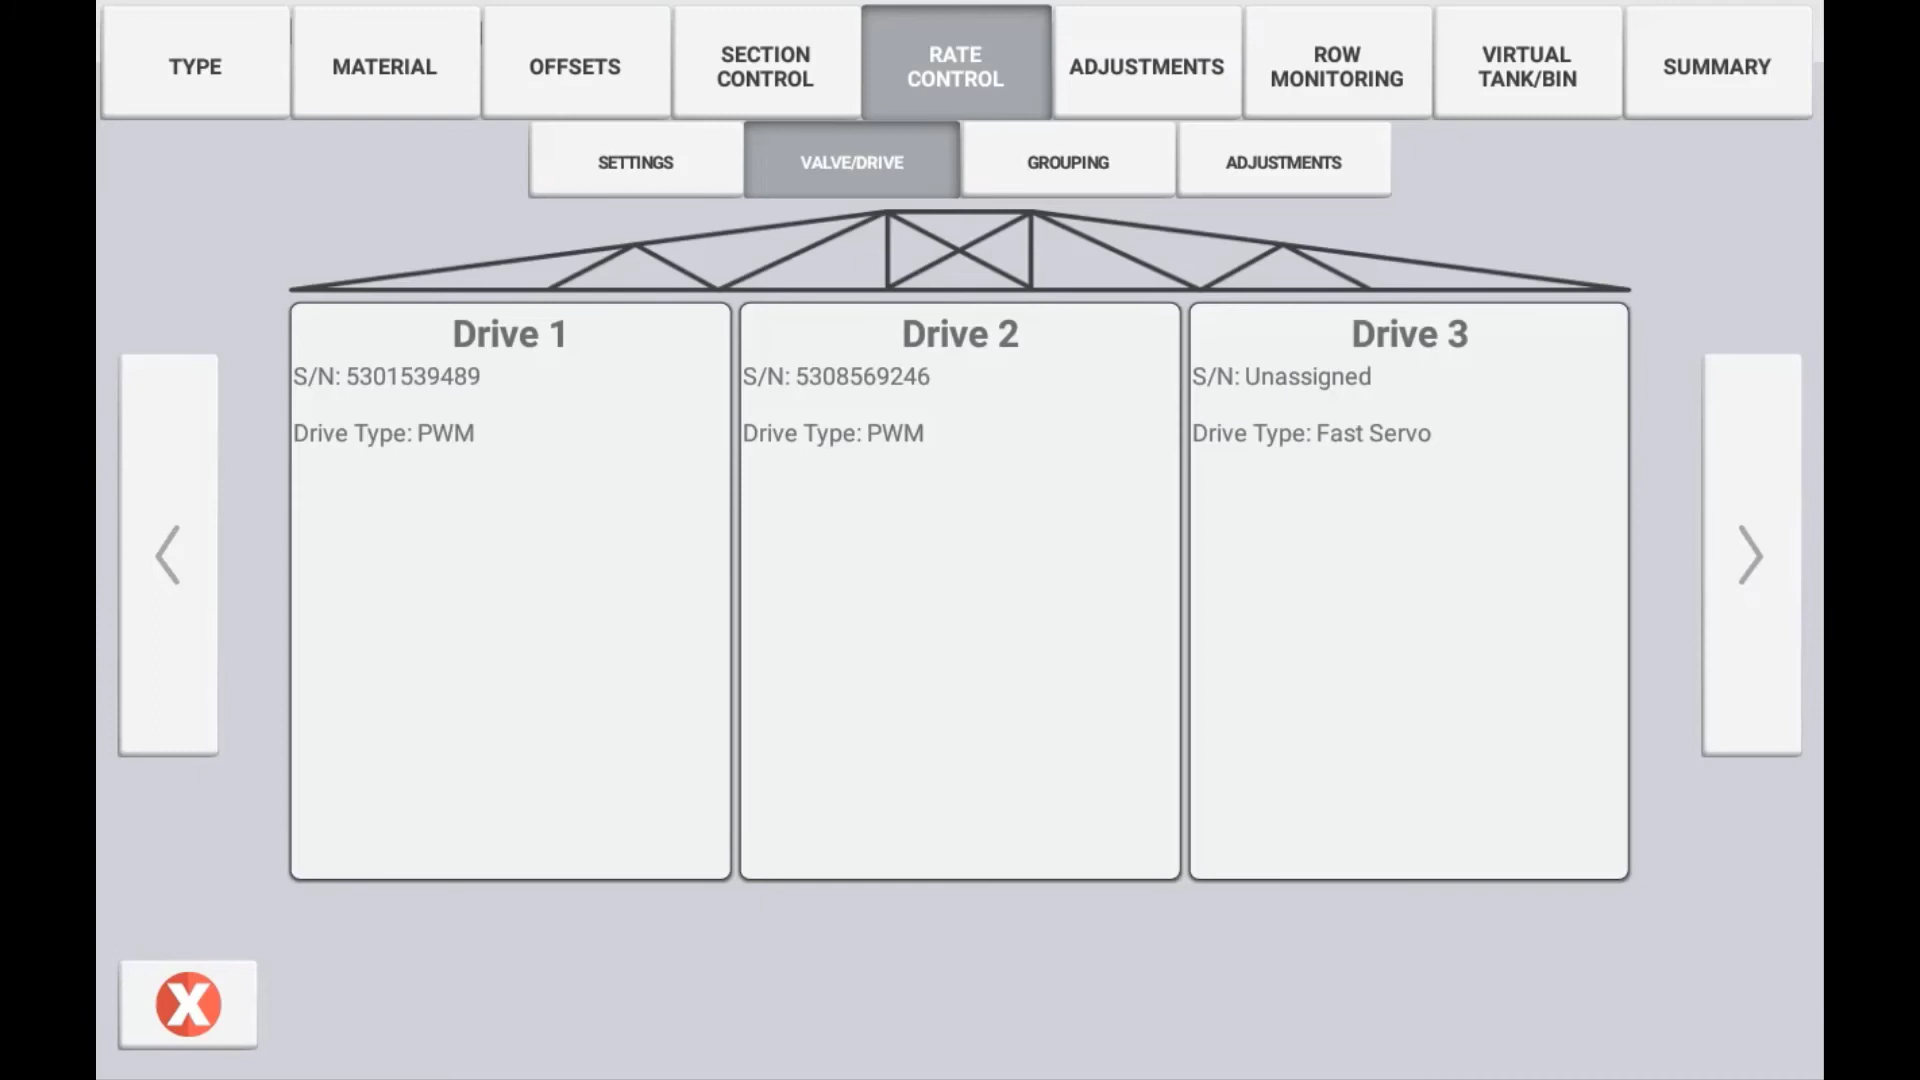 TYPE
MATERIAL
OFFSETS
SECTION
CONTROL
RATE
CONTROL
ADJUSTMENTS
ROW
MONITORING
VIRTUAL
TANK/BIN
SUMMARY
SETTINGS
VALVE/DRIVE
GROUPING
ADJUSTMENTS
Drive 1
S/N: 5301539489
Drive Type: PWM
Drive 2
S/N: 5308569246
Drive Type: PWM
Drive 3
S/N: Unassigned
Drive Type: Fast Servo
X